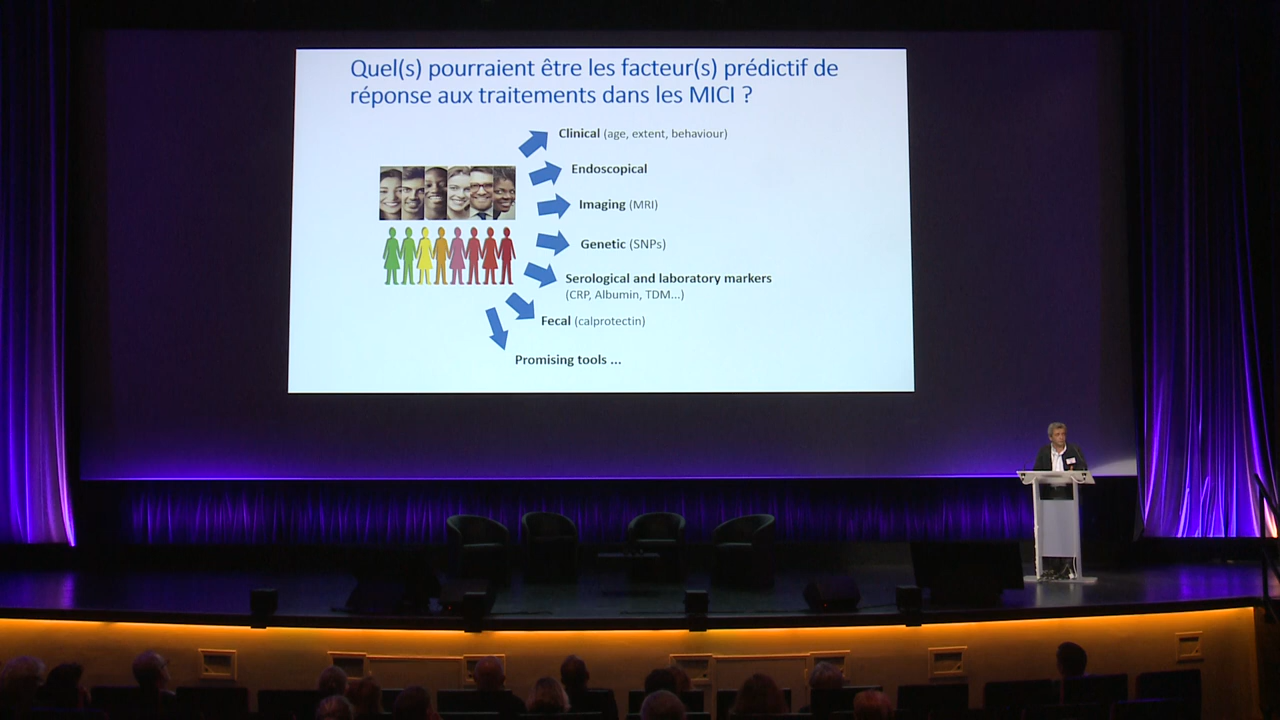 Quel(s) pourraient être les facteur(s) prédictif de
réponse aux traitements dans les MICI ?
Clinical (age, extent, behaviour)
Endoscopical
Imaging (MRI)
Genetic (SNPs)
Serological and laboratory markers
(CRP, Albumin, TDM...)
Fecal (calprotectin)
Promising tools ...